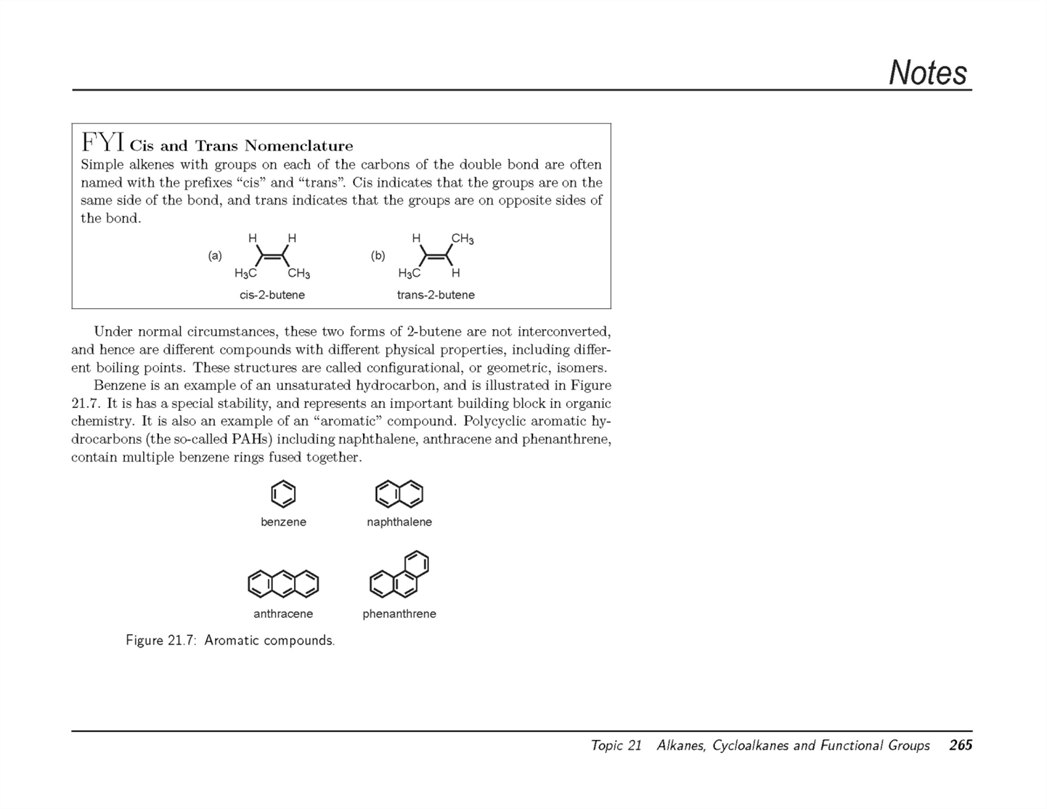 Notes
FYI Cis and Trans Nomenclature
Simple alkenes with groups on each of the carbons of the double bond are often
named with the prefixes “cis” and “trans”. Cis indicates that the groups are on the
same side of the bond, and trans indicates that the groups are on opposite sides of
the bond.
H H H CH3
(a) (b)
H3C CH3 H3C H
cis-2-butene trans-2-butene
Under normal circumstances, these two forms of 2-butene are not interconverted,
and hence are different compounds with different physical properties, including differ-
ent boiling points. These structures are called configurational, or geometric, isomers.
Benzene is an example of an unsaturated hydrocarbon, and is illustrated in Figure
21.7. It is has a special stability, and represents an important building block in organic
chemistry. It is also an example of an “aromatic” compound. Polycyclic aromatic hy-
drocarbons (the so-called PAHs) including naphthalene, anthracene and phenanthrene,
contain multiple benzene rings fused together.
benzene naphthalene
anthracene phenanthrene
Figure 21.7: Aromatic compounds.
Topic 21 Alkanes, Cycloalkanes and Functional Groups 265